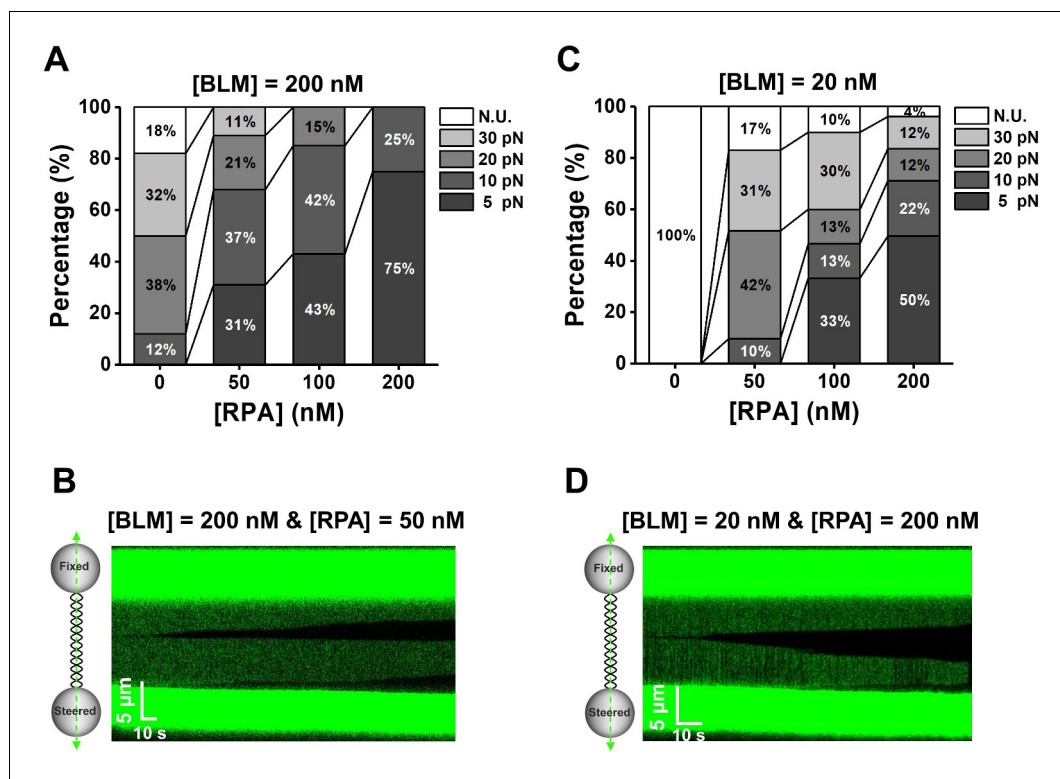 A
[BLM] = 200 nM
Percentage (%)
100
80
60
40
20
0
18%
32%
38%
12%
11%
21%
37%
31%
15%
42%
43%
25%
75%
N.U.
30 pN
20 pN
10 pN
5 pN
0
50
100
200
[RPA] (nM)
C
[BLM] = 20 nM
Percentage (%)
100
80
60
40
20
0
100%
17%
31%
42%
10%
10%
30%
13%
13%
33%
4%
12%
12%
22%
50%
N.U.
30 pN
20 pN
10 pN
5 pN
0
50
100
200
[RPA] (nM)
B
[BLM] = 200 nM & [RPA] = 50 nM
Fixed
Steered
5 μm
10 s
D
[BLM] = 20 nM & [RPA] = 200 nM
Fixed
Steered
5 μm
10 s